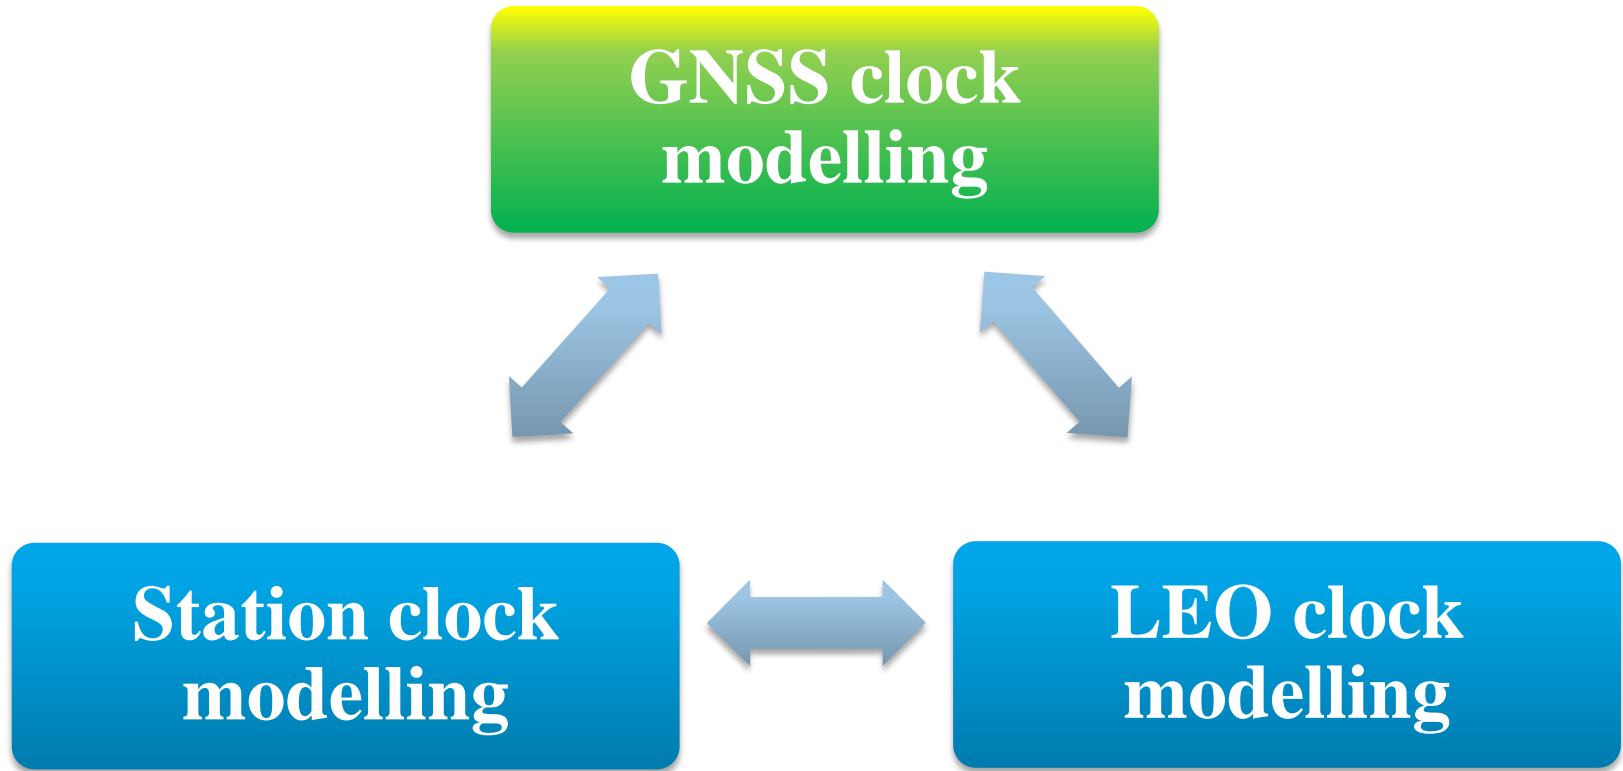 GNSS clock
modelling
Station clock
modelling
LEO clock
modelling